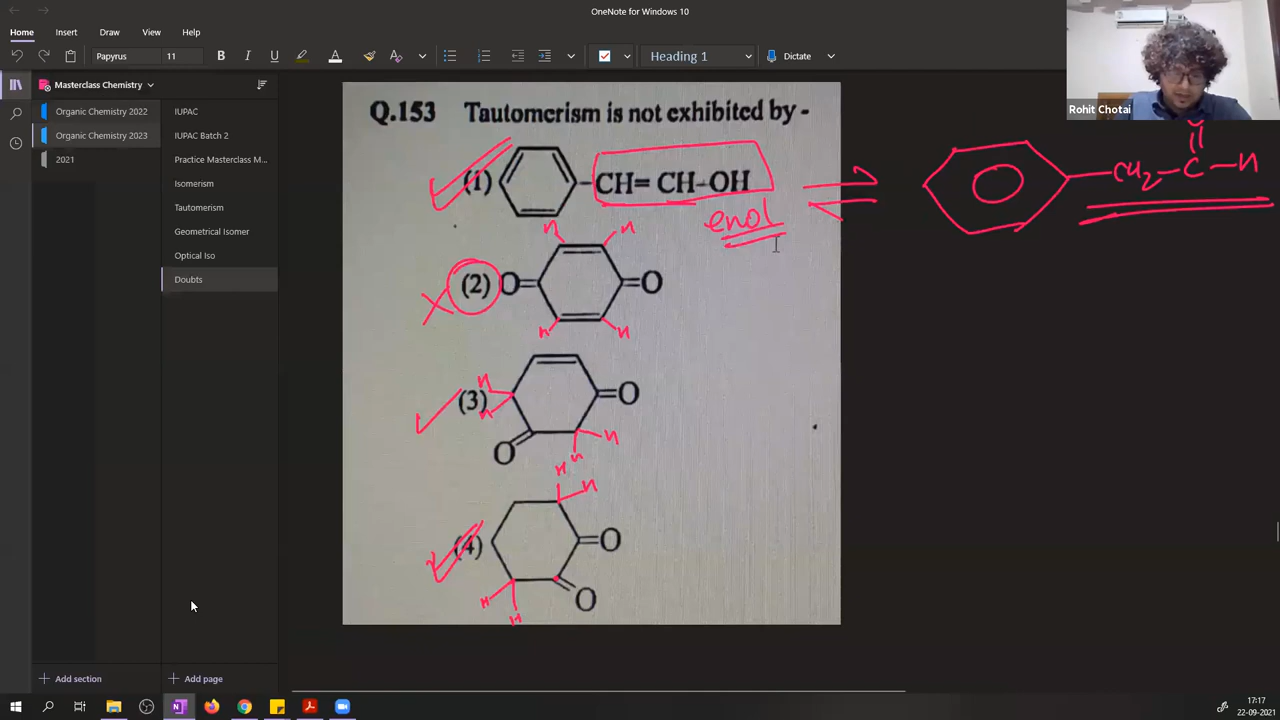 OneNote for Windows 10
Home Insert Draw View Help
Papyrus 11 B I U A A Heading 1 Dictate
Masterclass Chemistry
Organic Chemistry 2022
Organic Chemistry 2023
2021
IUPAC
IUPAC Batch 2
Practice Masterclass M...
Isomerism
Tautomerism
Geometrical Isomer
Optical Iso
Doubts
Add section
Add page
Rohit Chotai
Q.153 Tautomerism is not exhibited by -
(1) -CH=CH-OH
enol
CH2-C-H
H H
(2) O= =O
H H
(3) =O
H
H
H
H
O
H
H
(4) =O
O
H
H
17:17
22-09-2021